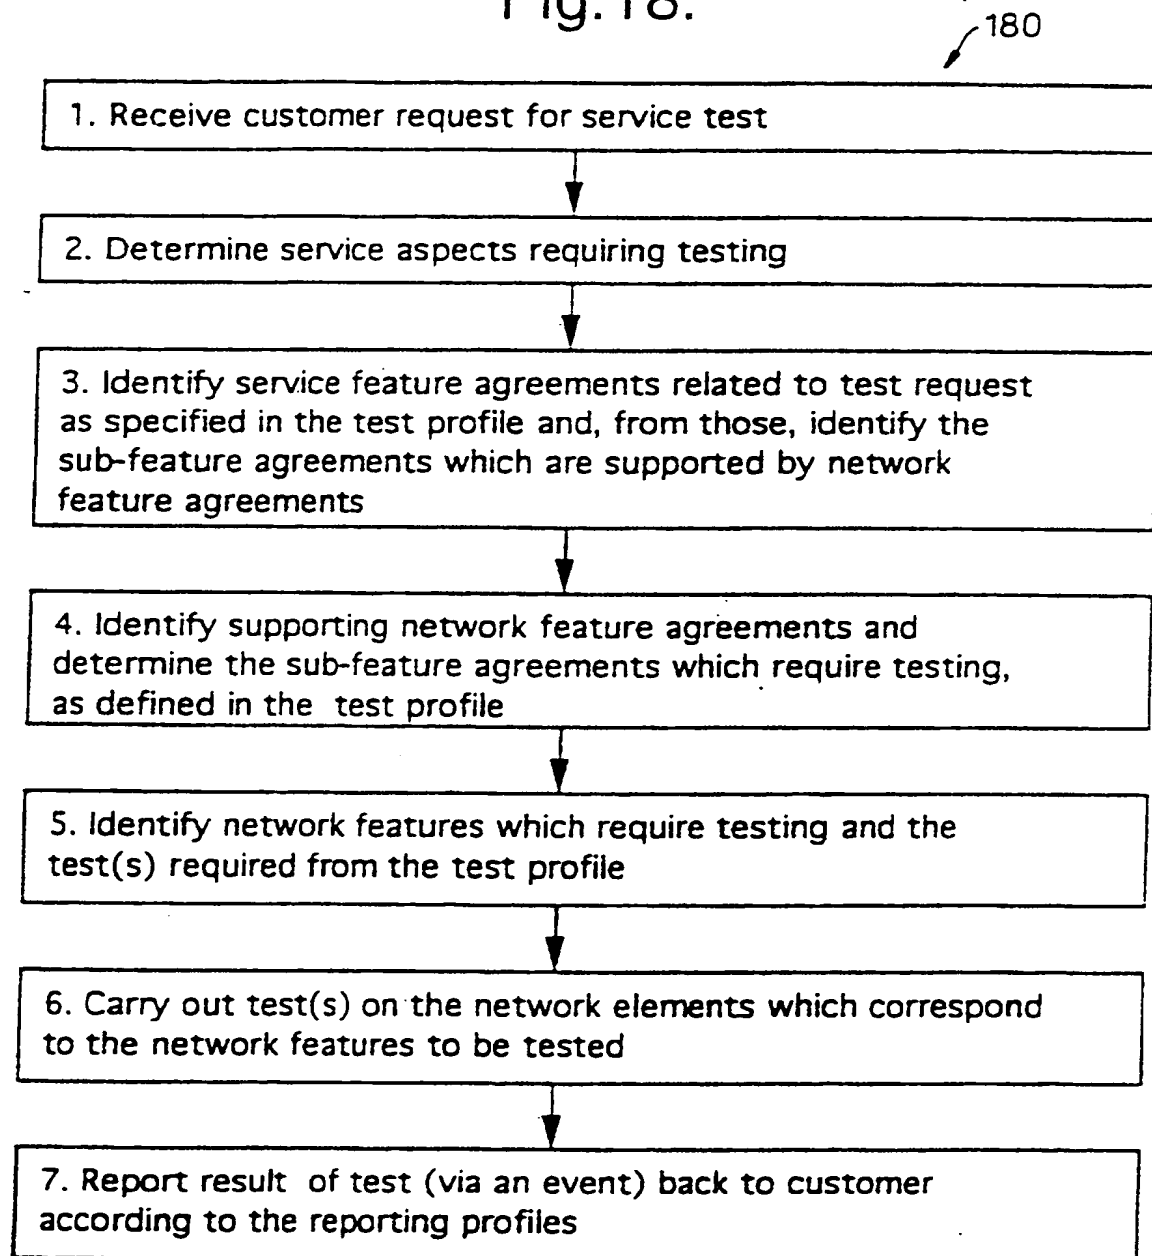 Fig.18.
180
1. Receive customer request for service test
2. Determine service aspects requiring testing
3. Identify service feature agreements related to test request
as specified in the test profile and, from those, identify the
sub-feature agreements which are supported by network
feature agreements
4. Identify supporting network feature agreements and
determine the sub-feature agreements which require testing,
as defined in the test profile
5. Identify network features which require testing and the
test(s) required from the test profile
6. Carry out test(s) on the network elements which correspond
to the network features to be tested
7. Report result of test (via an event) back to customer
according to the reporting profiles